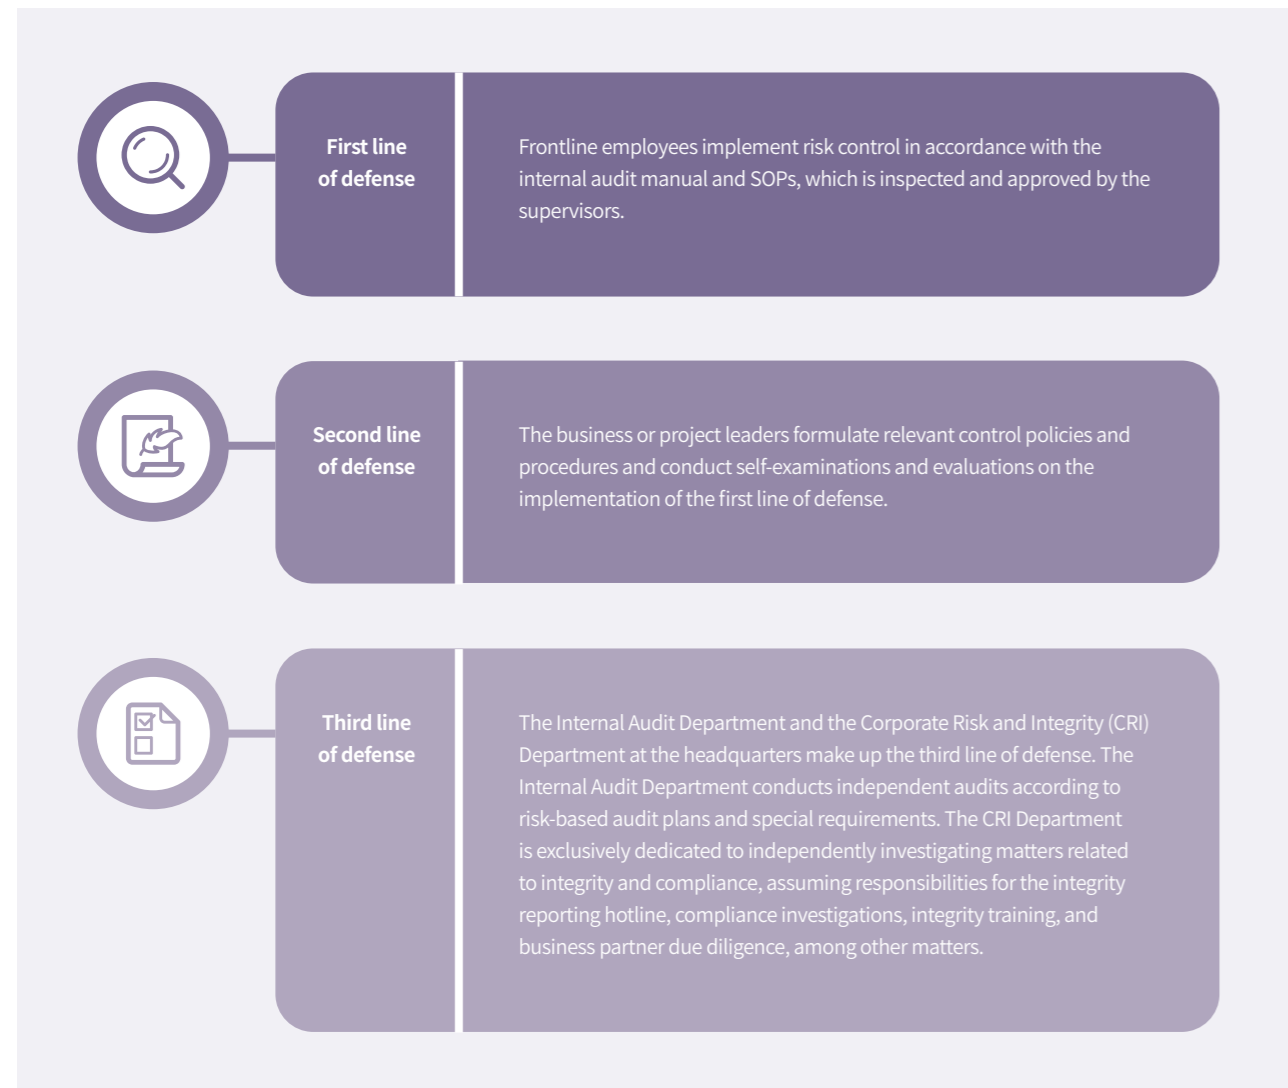 First line
of defense
Frontline employees implement risk control in accordance with the
internal audit manual and SOPs, which is inspected and approved by the
supervisors.
Second line
of defense
The business or project leaders formulate relevant control policies and
procedures and conduct self-examinations and evaluations on the
implementation of the first line of defense.
Third line
of defense
The Internal Audit Department and the Corporate Risk and Integrity (CRI)
Department at the headquarters make up the third line of defense. The
Internal Audit Department conducts independent audits according to
risk-based audit plans and special requirements. The CRI Department
is exclusively dedicated to independently investigating matters related
to integrity and compliance, assuming responsibilities for the integrity
reporting hotline, compliance investigations, integrity training, and
business partner due diligence, among other matters.